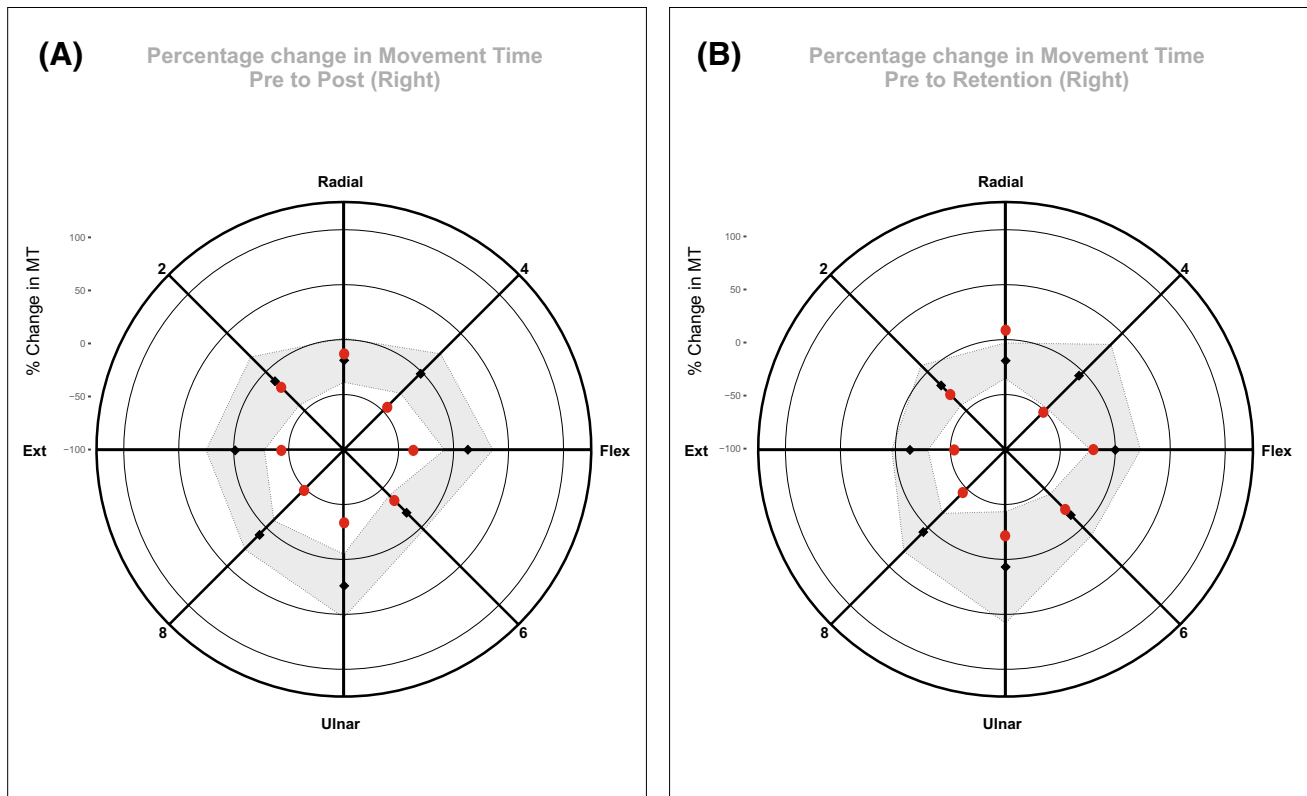 (A)
Percentage change in Movement Time
Pre to Post (Right)
Radial
% Change in MT
100
50
0
−50
−100
2
4
Ext
Flex
8
6
Ulnar
(B)
Percentage change in Movement Time
Pre to Retention (Right)
Radial
% Change in MT
100
50
0
−50
−100
2
4
Ext
Flex
8
6
Ulnar